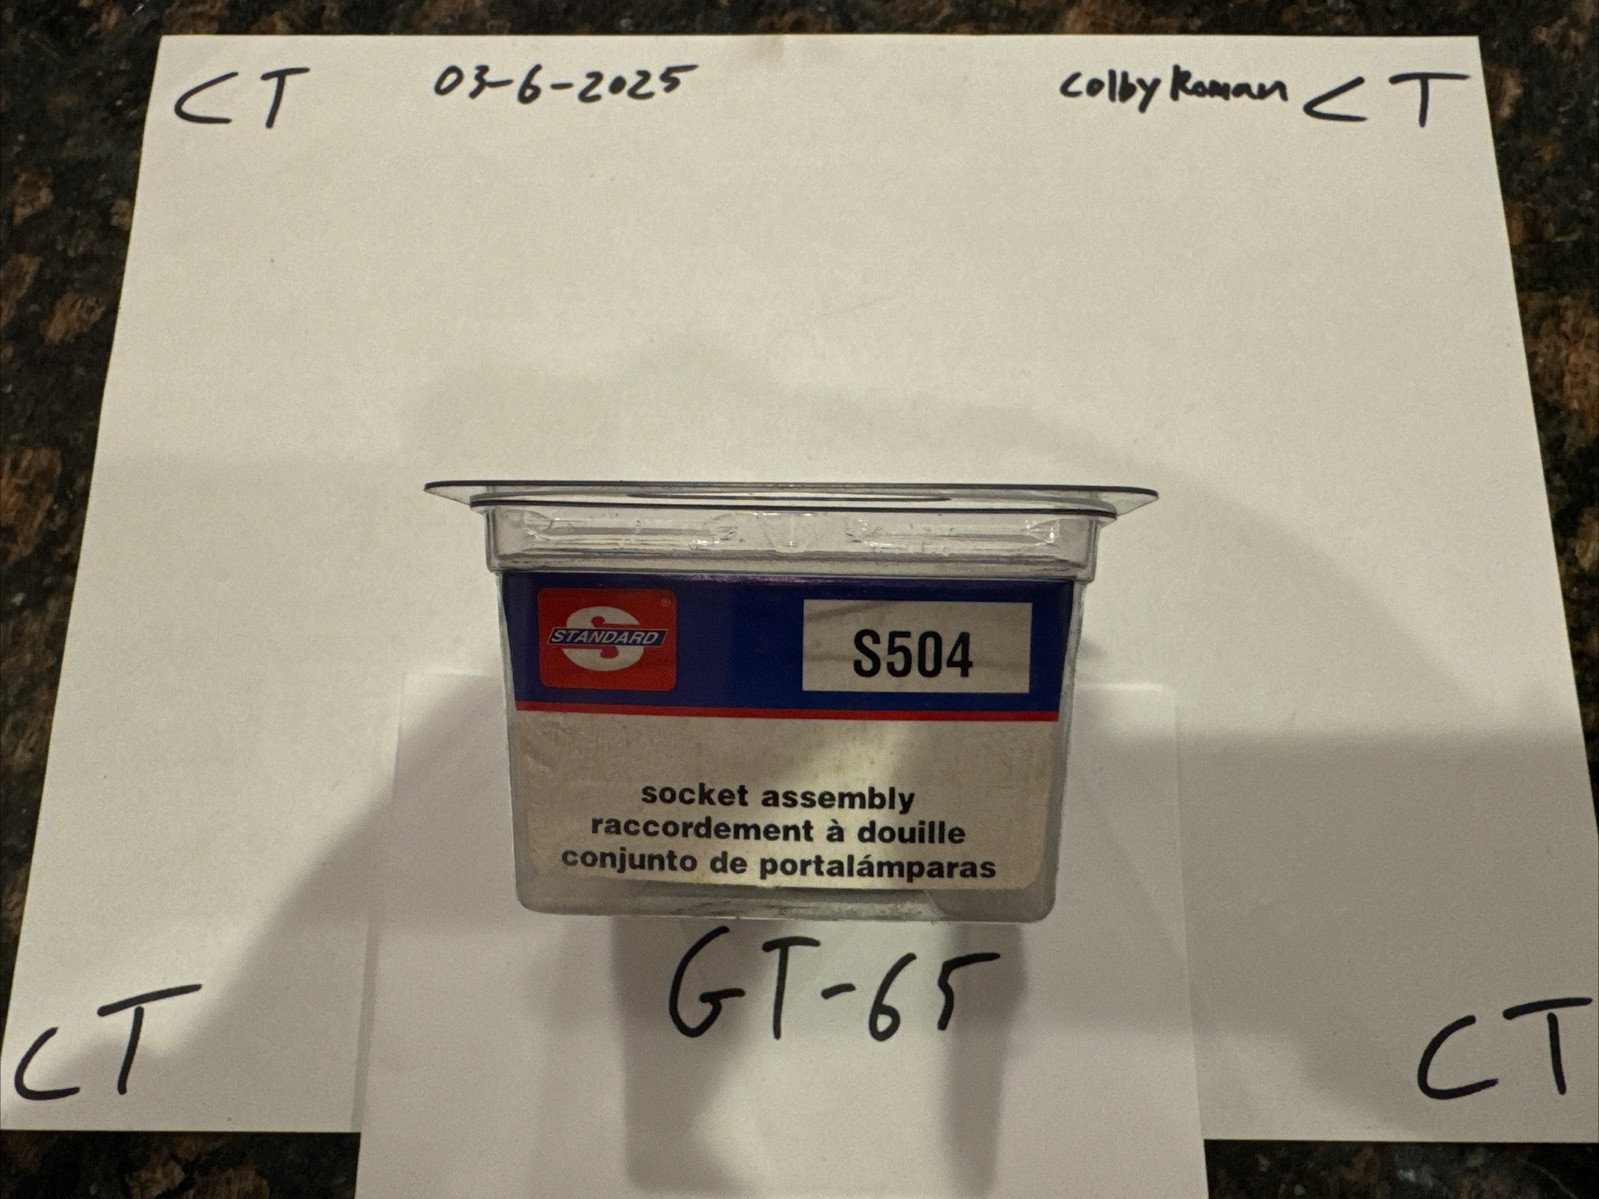 CT 03-6-2025 Colby Roman CT
S
STANDARD
®
S504
socket assembly
raccordement à douille
conjunto de portalámparas
GT-65
CT CT